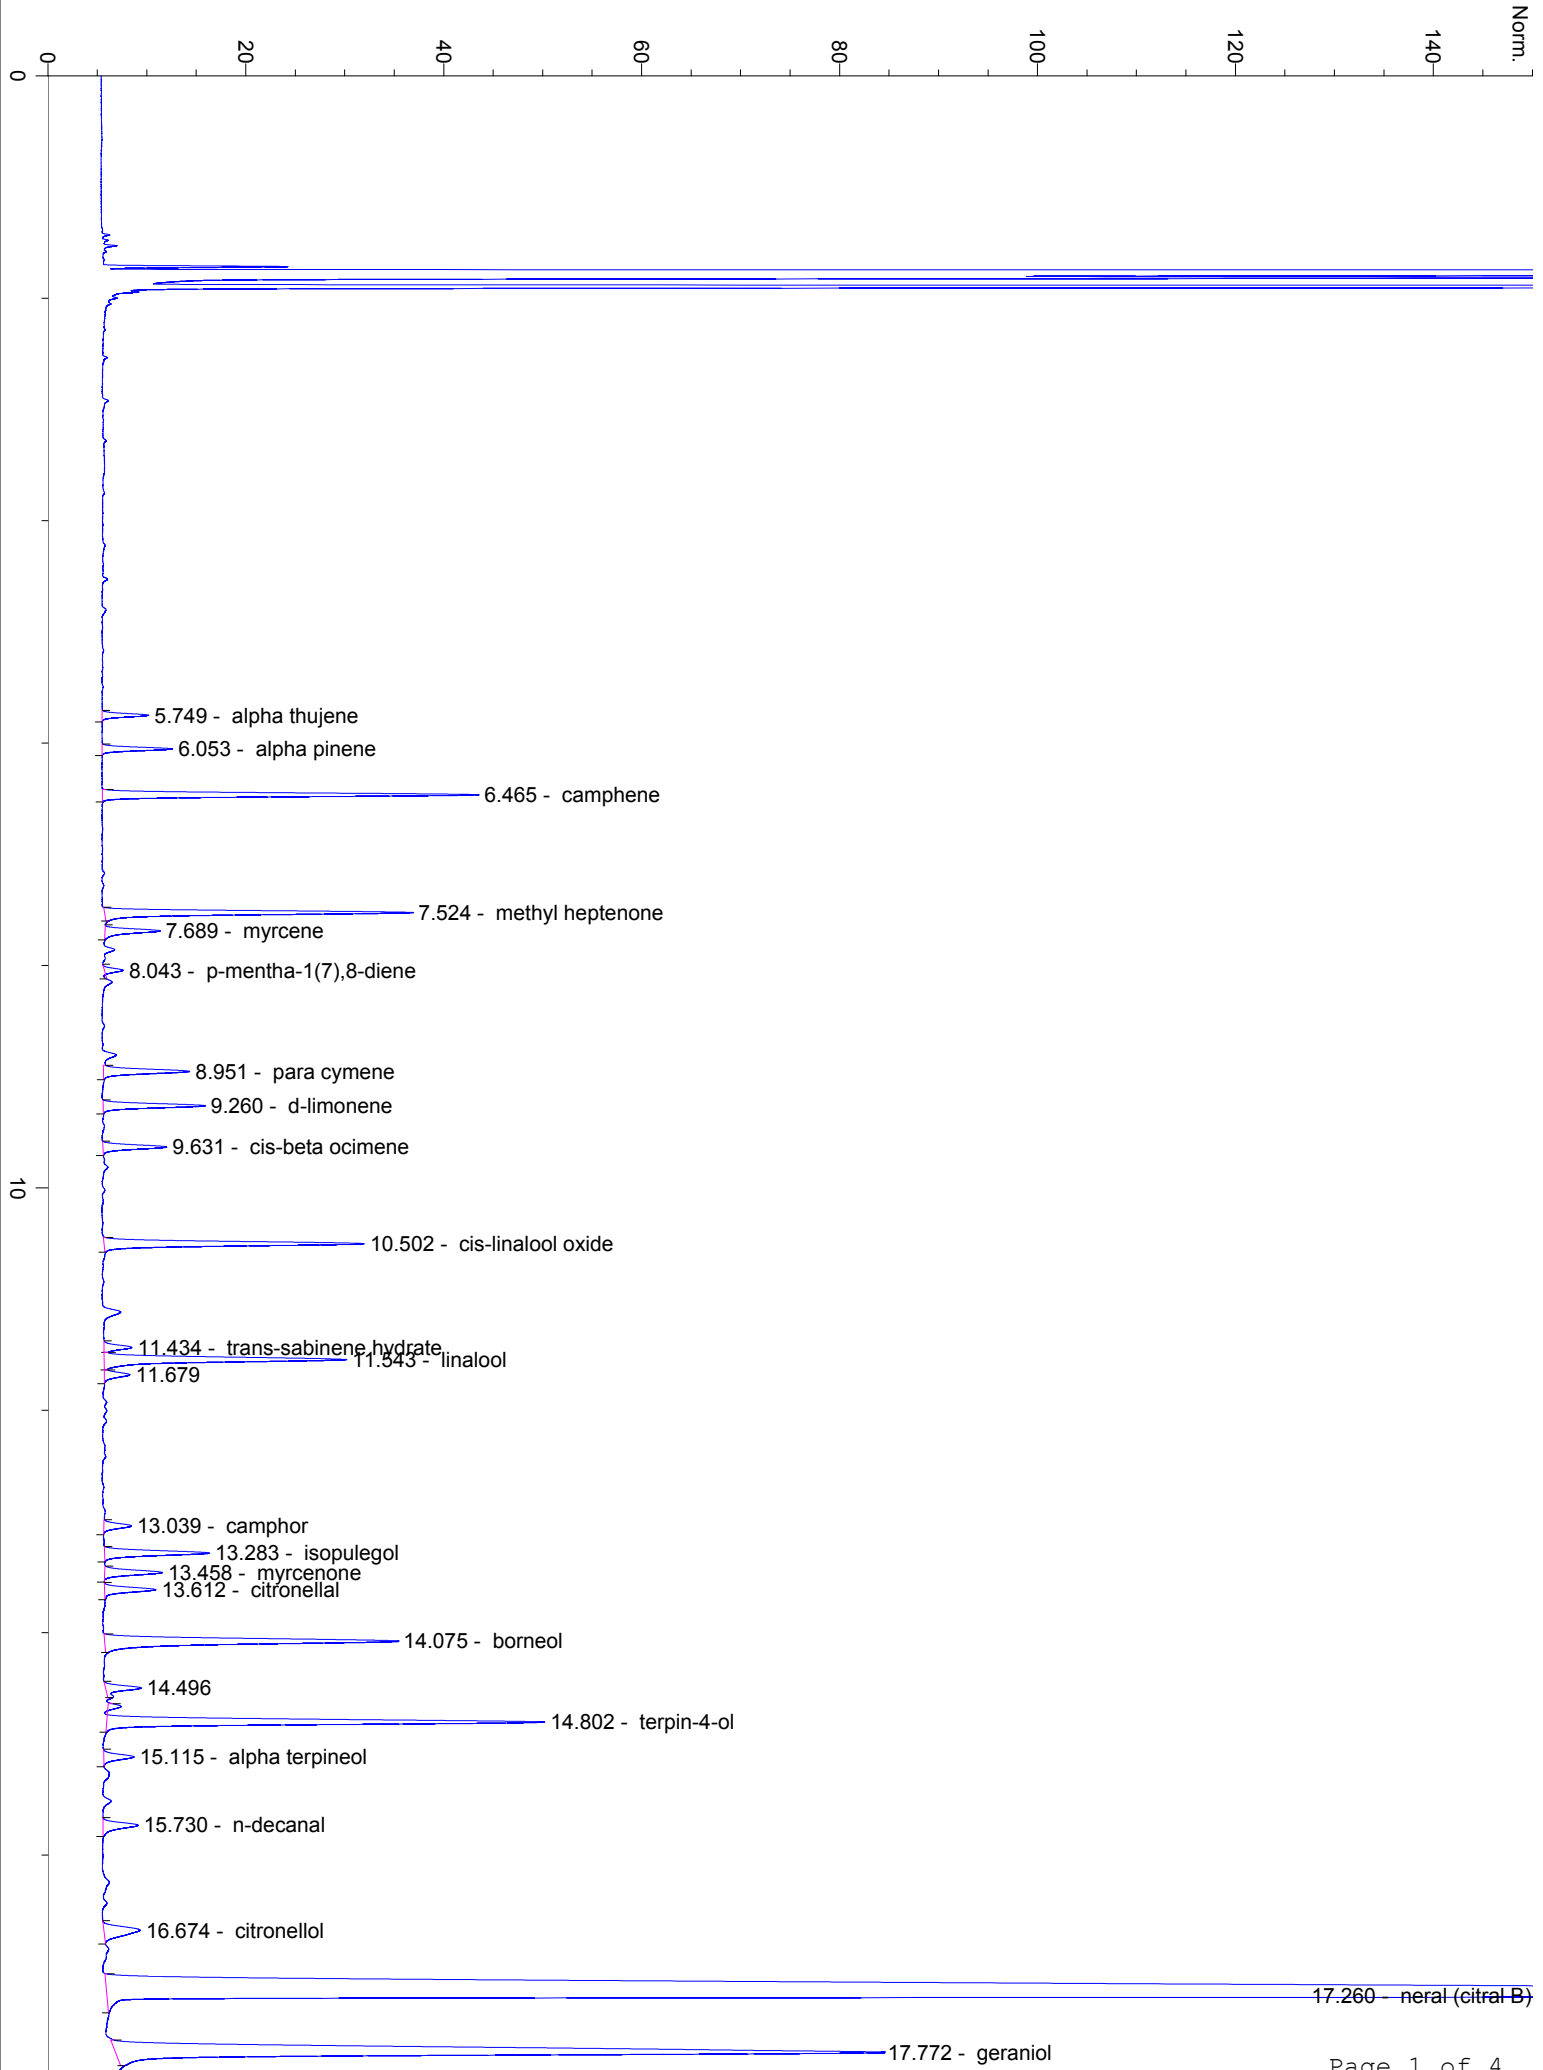 Norm.
0
20
40
60
80
100
120
140
0
5.749 - alpha thujene
6.053 - alpha pinene
6.465 - camphene
7.524 - methyl heptenone
7.689 - myrcene
8.043 - p-mentha-1(7),8-diene
8.951 - para cymene
9.260 - d-limonene
9.631 - cis-beta ocimene
10
10.502 - cis-linalool oxide
11.434 - trans-sabinene hydrate
11.543 - linalool
11.679
13.039 - camphor
13.283 - isopulegol
13.458 - myrcenone
13.612 - citronellal
14.075 - borneol
14.496
14.802 - terpin-4-ol
15.115 - alpha terpineol
15.730 - n-decanal
16.674 - citronellol
17.260 - neral (citral B)
17.772 - geraniol
Page 1 of 4